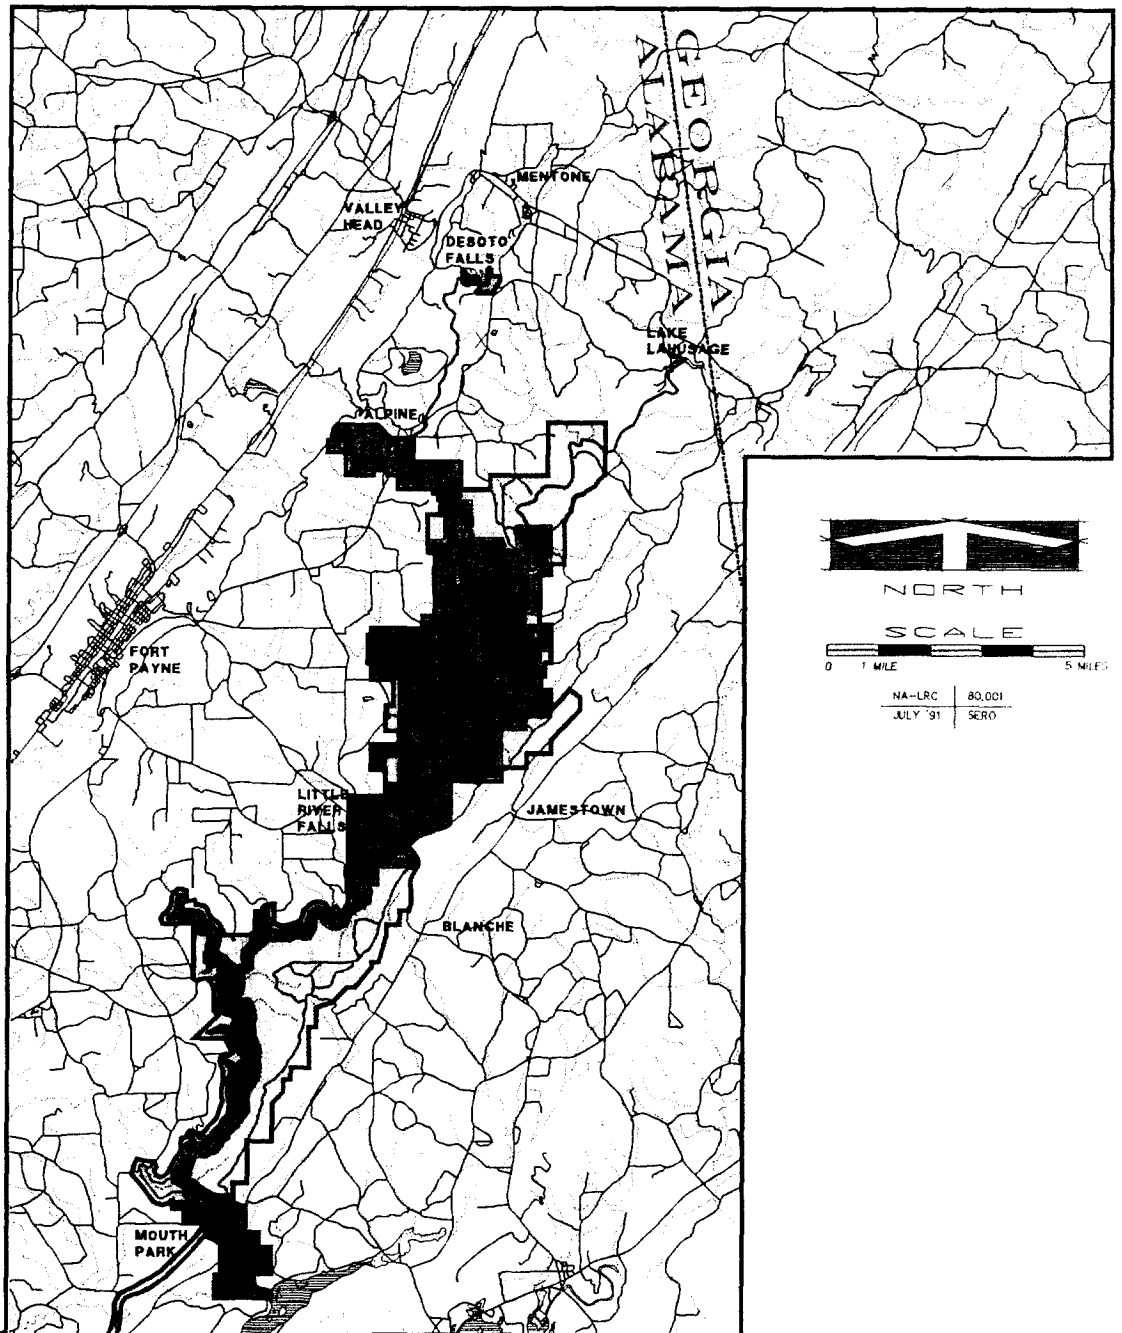 GEORGIA
ALABAMA
MENTONE
VALLEY
HEAD
DESOTO
FALLS
LAKE
LAHUSAGE
ALPINE
FORT
PAYNE
LITTLE
RIVER
FALLS
JAMESTOWN
BLANCHE
MOUTH
PARK
NORTH
SCALE
0 1 MILE 5 MILES
NA-LRC 80,001
JULY '91 SERO